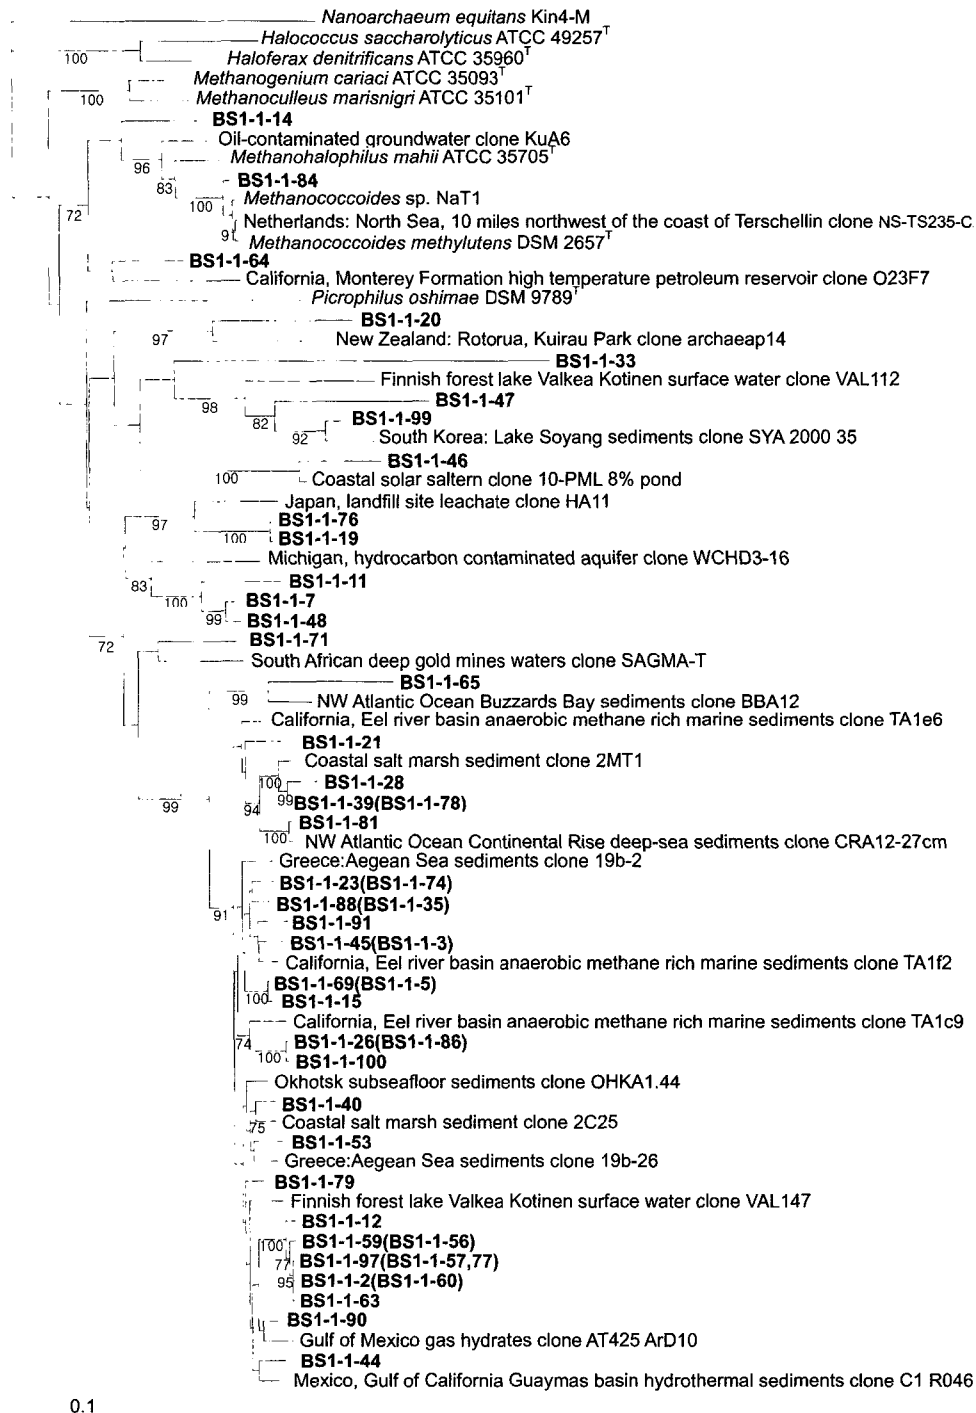 Nanoarchaeum equitans Kin4-M
Halococcus saccharolyticus ATCC 49257T
100
Haloferax denitrificans ATCC 35960T
Methanogenium cariaci ATCC 35093T
100
Methanoculleus marisnigri ATCC 35101T
BS1-1-14
Oil-contaminated groundwater clone KuA6
96
Methanohalophilus mahii ATCC 35705T
83
BS1-1-84
100
Methanococcoides sp. NaT1
72
Netherlands: North Sea, 10 miles northwest of the coast of Terschellin clone NS-TS235-C
91
Methanococcoides methylutens DSM 2657T
BS1-1-64
California, Monterey Formation high temperature petroleum reservoir clone O23F7
Picrophilus oshimae DSM 9789T
BS1-1-20
97
New Zealand: Rotorua, Kuirau Park clone archaeap14
BS1-1-33
Finnish forest lake Valkea Kotinen surface water clone VAL112
98
BS1-1-47
82
BS1-1-99
92
South Korea: Lake Soyang sediments clone SYA 2000 35
BS1-1-46
100
Coastal solar saltern clone 10-PML 8% pond
Japan, landfill site leachate clone HA11
97
BS1-1-76
100
BS1-1-19
Michigan, hydrocarbon contaminated aquifer clone WCHD3-16
83
BS1-1-11
100
BS1-1-7
99
BS1-1-48
72
BS1-1-71
South African deep gold mines waters clone SAGMA-T
BS1-1-65
99
NW Atlantic Ocean Buzzards Bay sediments clone BBA12
California, Eel river basin anaerobic methane rich marine sediments clone TA1e6
BS1-1-21
Coastal salt marsh sediment clone 2MT1
100
BS1-1-28
99
94
99
BS1-1-39(BS1-1-78)
BS1-1-81
100
NW Atlantic Ocean Continental Rise deep-sea sediments clone CRA12-27cm
Greece:Aegean Sea sediments clone 19b-2
BS1-1-23(BS1-1-74)
BS1-1-88(BS1-1-35)
91
BS1-1-91
BS1-1-45(BS1-1-3)
California, Eel river basin anaerobic methane rich marine sediments clone TA1f2
BS1-1-69(BS1-1-5)
100
BS1-1-15
California, Eel river basin anaerobic methane rich marine sediments clone TA1c9
74
BS1-1-26(BS1-1-86)
100
BS1-1-100
Okhotsk subseafloor sediments clone OHKA1.44
BS1-1-40
75
Coastal salt marsh sediment clone 2C25
BS1-1-53
Greece:Aegean Sea sediments clone 19b-26
BS1-1-79
Finnish forest lake Valkea Kotinen surface water clone VAL147
BS1-1-12
100
BS1-1-59(BS1-1-56)
77
BS1-1-97(BS1-1-57,77)
95
BS1-1-2(BS1-1-60)
BS1-1-63
BS1-1-90
Gulf of Mexico gas hydrates clone AT425 ArD10
BS1-1-44
Mexico, Gulf of California Guaymas basin hydrothermal sediments clone C1 R046
0.1